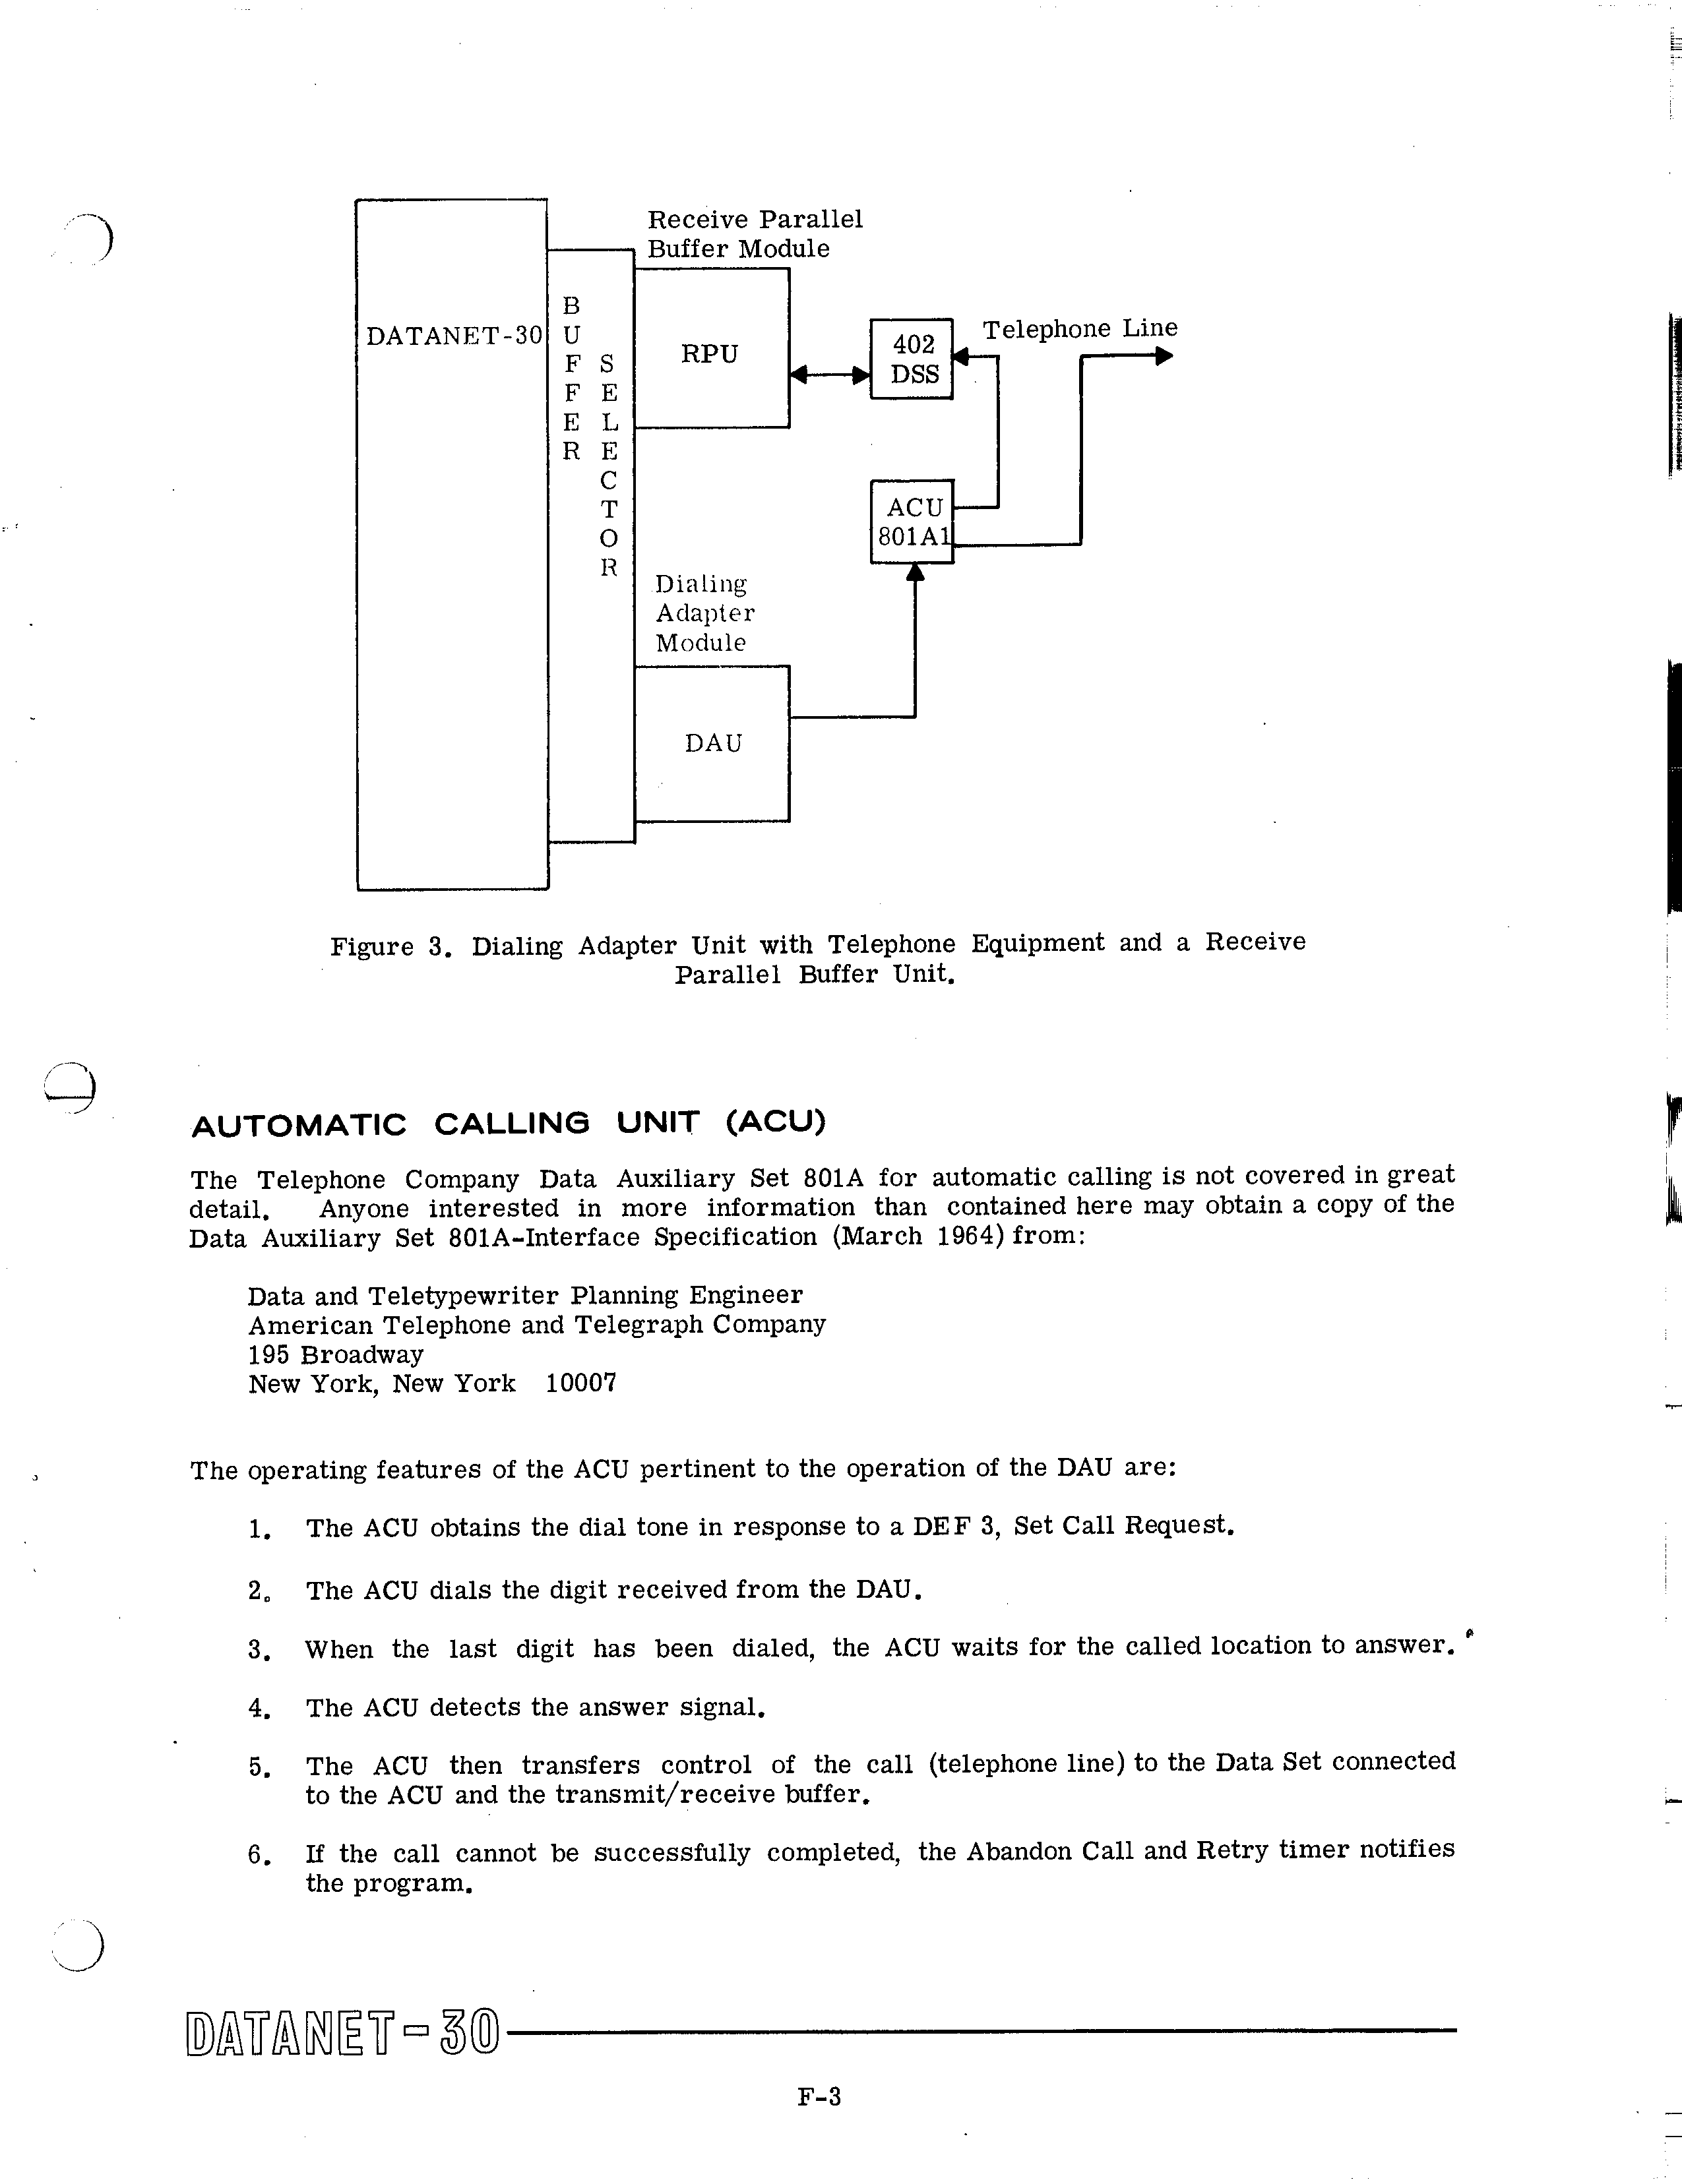 Receive Parallel
Buffer Module
DATANET-30
BUFFER
SELECTOR
RPU
402
DSS
Telephone Line
ACU
801A1
Dialing
Adapter
Module
DAU
Figure 3. Dialing Adapter Unit with Telephone Equipment and a Receive
Parallel Buffer Unit.
AUTOMATIC CALLING UNIT (ACU)
The Telephone Company Data Auxiliary Set 801A for automatic calling is not covered in great
detail. Anyone interested in more information than contained here may obtain a copy of the
Data Auxiliary Set 801A-Interface Specification (March 1964) from:
Data and Teletypewriter Planning Engineer
American Telephone and Telegraph Company
195 Broadway
New York, New York 10007
The operating features of the ACU pertinent to the operation of the DAU are:
1. The ACU obtains the dial tone in response to a DEF 3, Set Call Request.
2. The ACU dials the digit received from the DAU.
3. When the last digit has been dialed, the ACU waits for the called location to answer.
4. The ACU detects the answer signal.
5. The ACU then transfers control of the call (telephone line) to the Data Set connected
to the ACU and the transmit/receive buffer.
6. If the call cannot be successfully completed, the Abandon Call and Retry timer notifies
the program.
DATANET-30
F-3